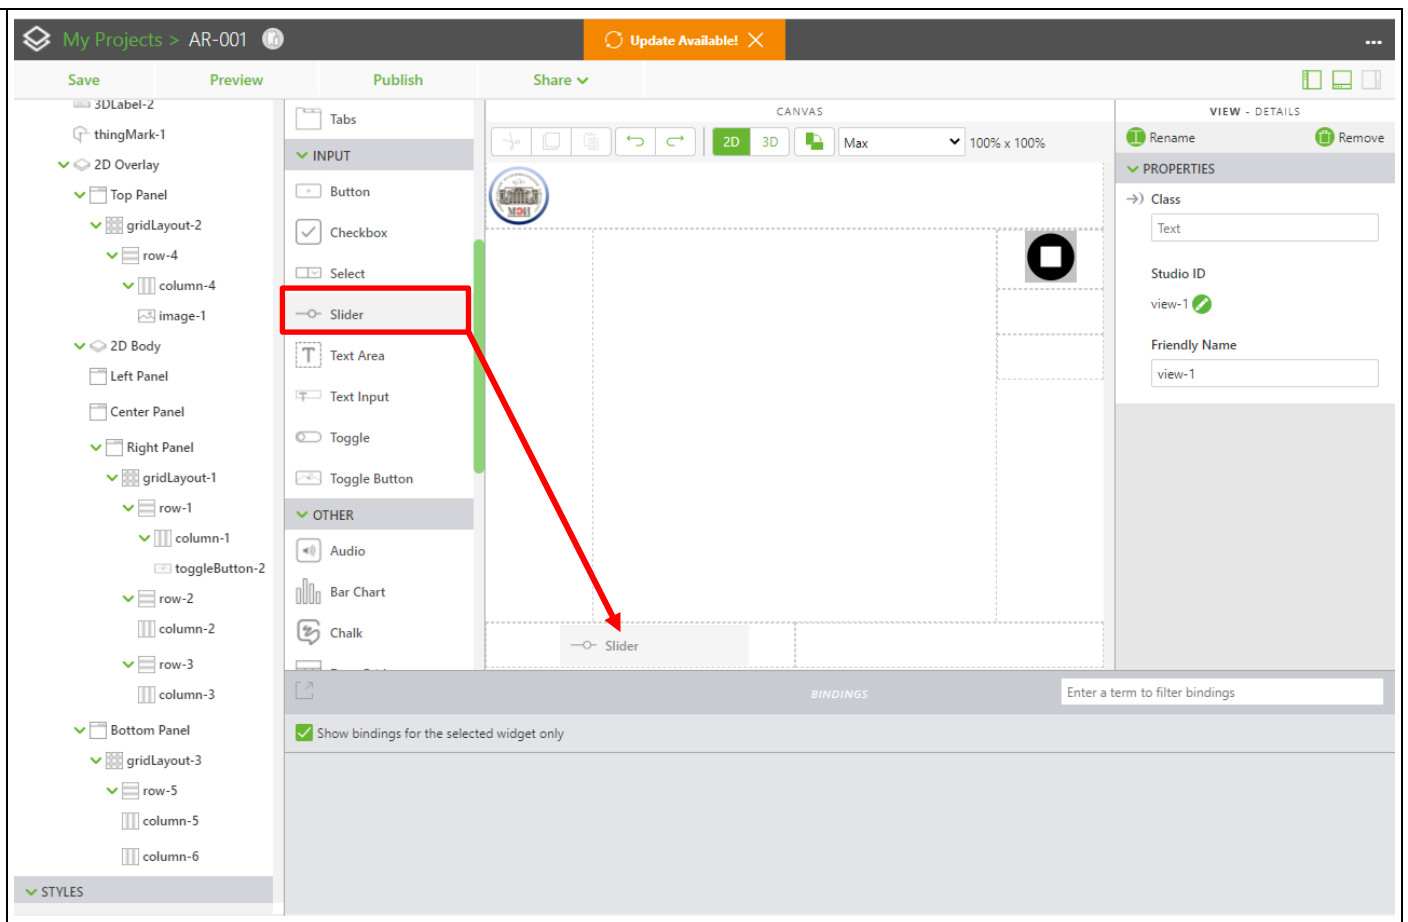 My Projects > AR-001
Update Available!
Save
Preview
Publish
Share
3DLabel-2
thingMark-1
2D Overlay
Top Panel
gridLayout-2
row-4
column-4
image-1
2D Body
Left Panel
Center Panel
Right Panel
gridLayout-1
row-1
column-1
toggleButton-2
row-2
column-2
row-3
column-3
Bottom Panel
gridLayout-3
row-5
column-5
column-6
STYLES
Tabs
INPUT
Button
Checkbox
Select
Slider
Text Area
Text Input
Toggle
Toggle Button
OTHER
Audio
Bar Chart
Chalk
CANVAS
2D
3D
Max
100% x 100%
МЭИ
Slider
VIEW - DETAILS
Rename
Remove
PROPERTIES
Class
Text
Studio ID
view-1
Friendly Name
view-1
BINDINGS
Enter a term to filter bindings
Show bindings for the selected widget only